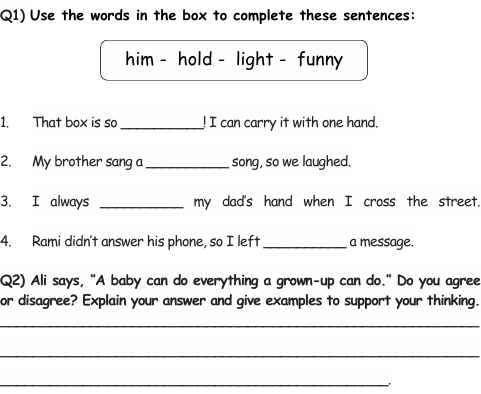 Q1) Use the words in the box to complete these sentences:
him - hold - light - funny
1. That box is so __________! I can carry it with one hand.
2. My brother sang a __________ song, so we laughed.
3. I always __________ my dad's hand when I cross the street.
4. Rami didn't answer his phone, so I left __________ a message.
Q2) Ali says, "A baby can do everything a grown-up can do." Do you agree
or disagree? Explain your answer and give examples to support your thinking.